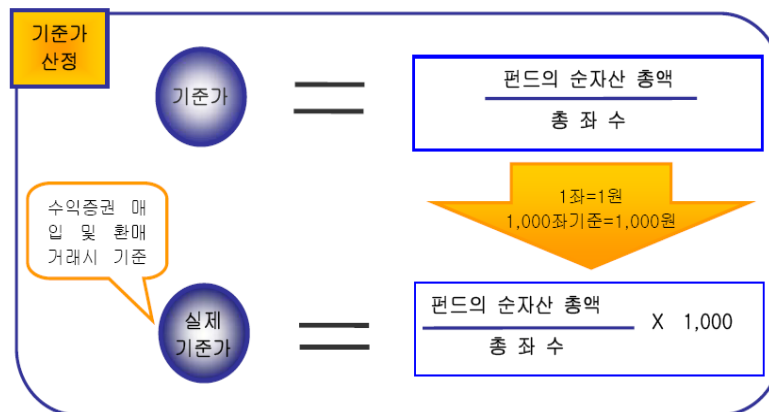 기준가
산정
기준가
펀드의 순자산 총액
총 좌 수
1좌=1원
1,000좌기준=1,000원
수익증권 매
입 및 환매
거래시 기준
실제
기준가
펀드의 순자산 총액
총 좌 수
X 1,000